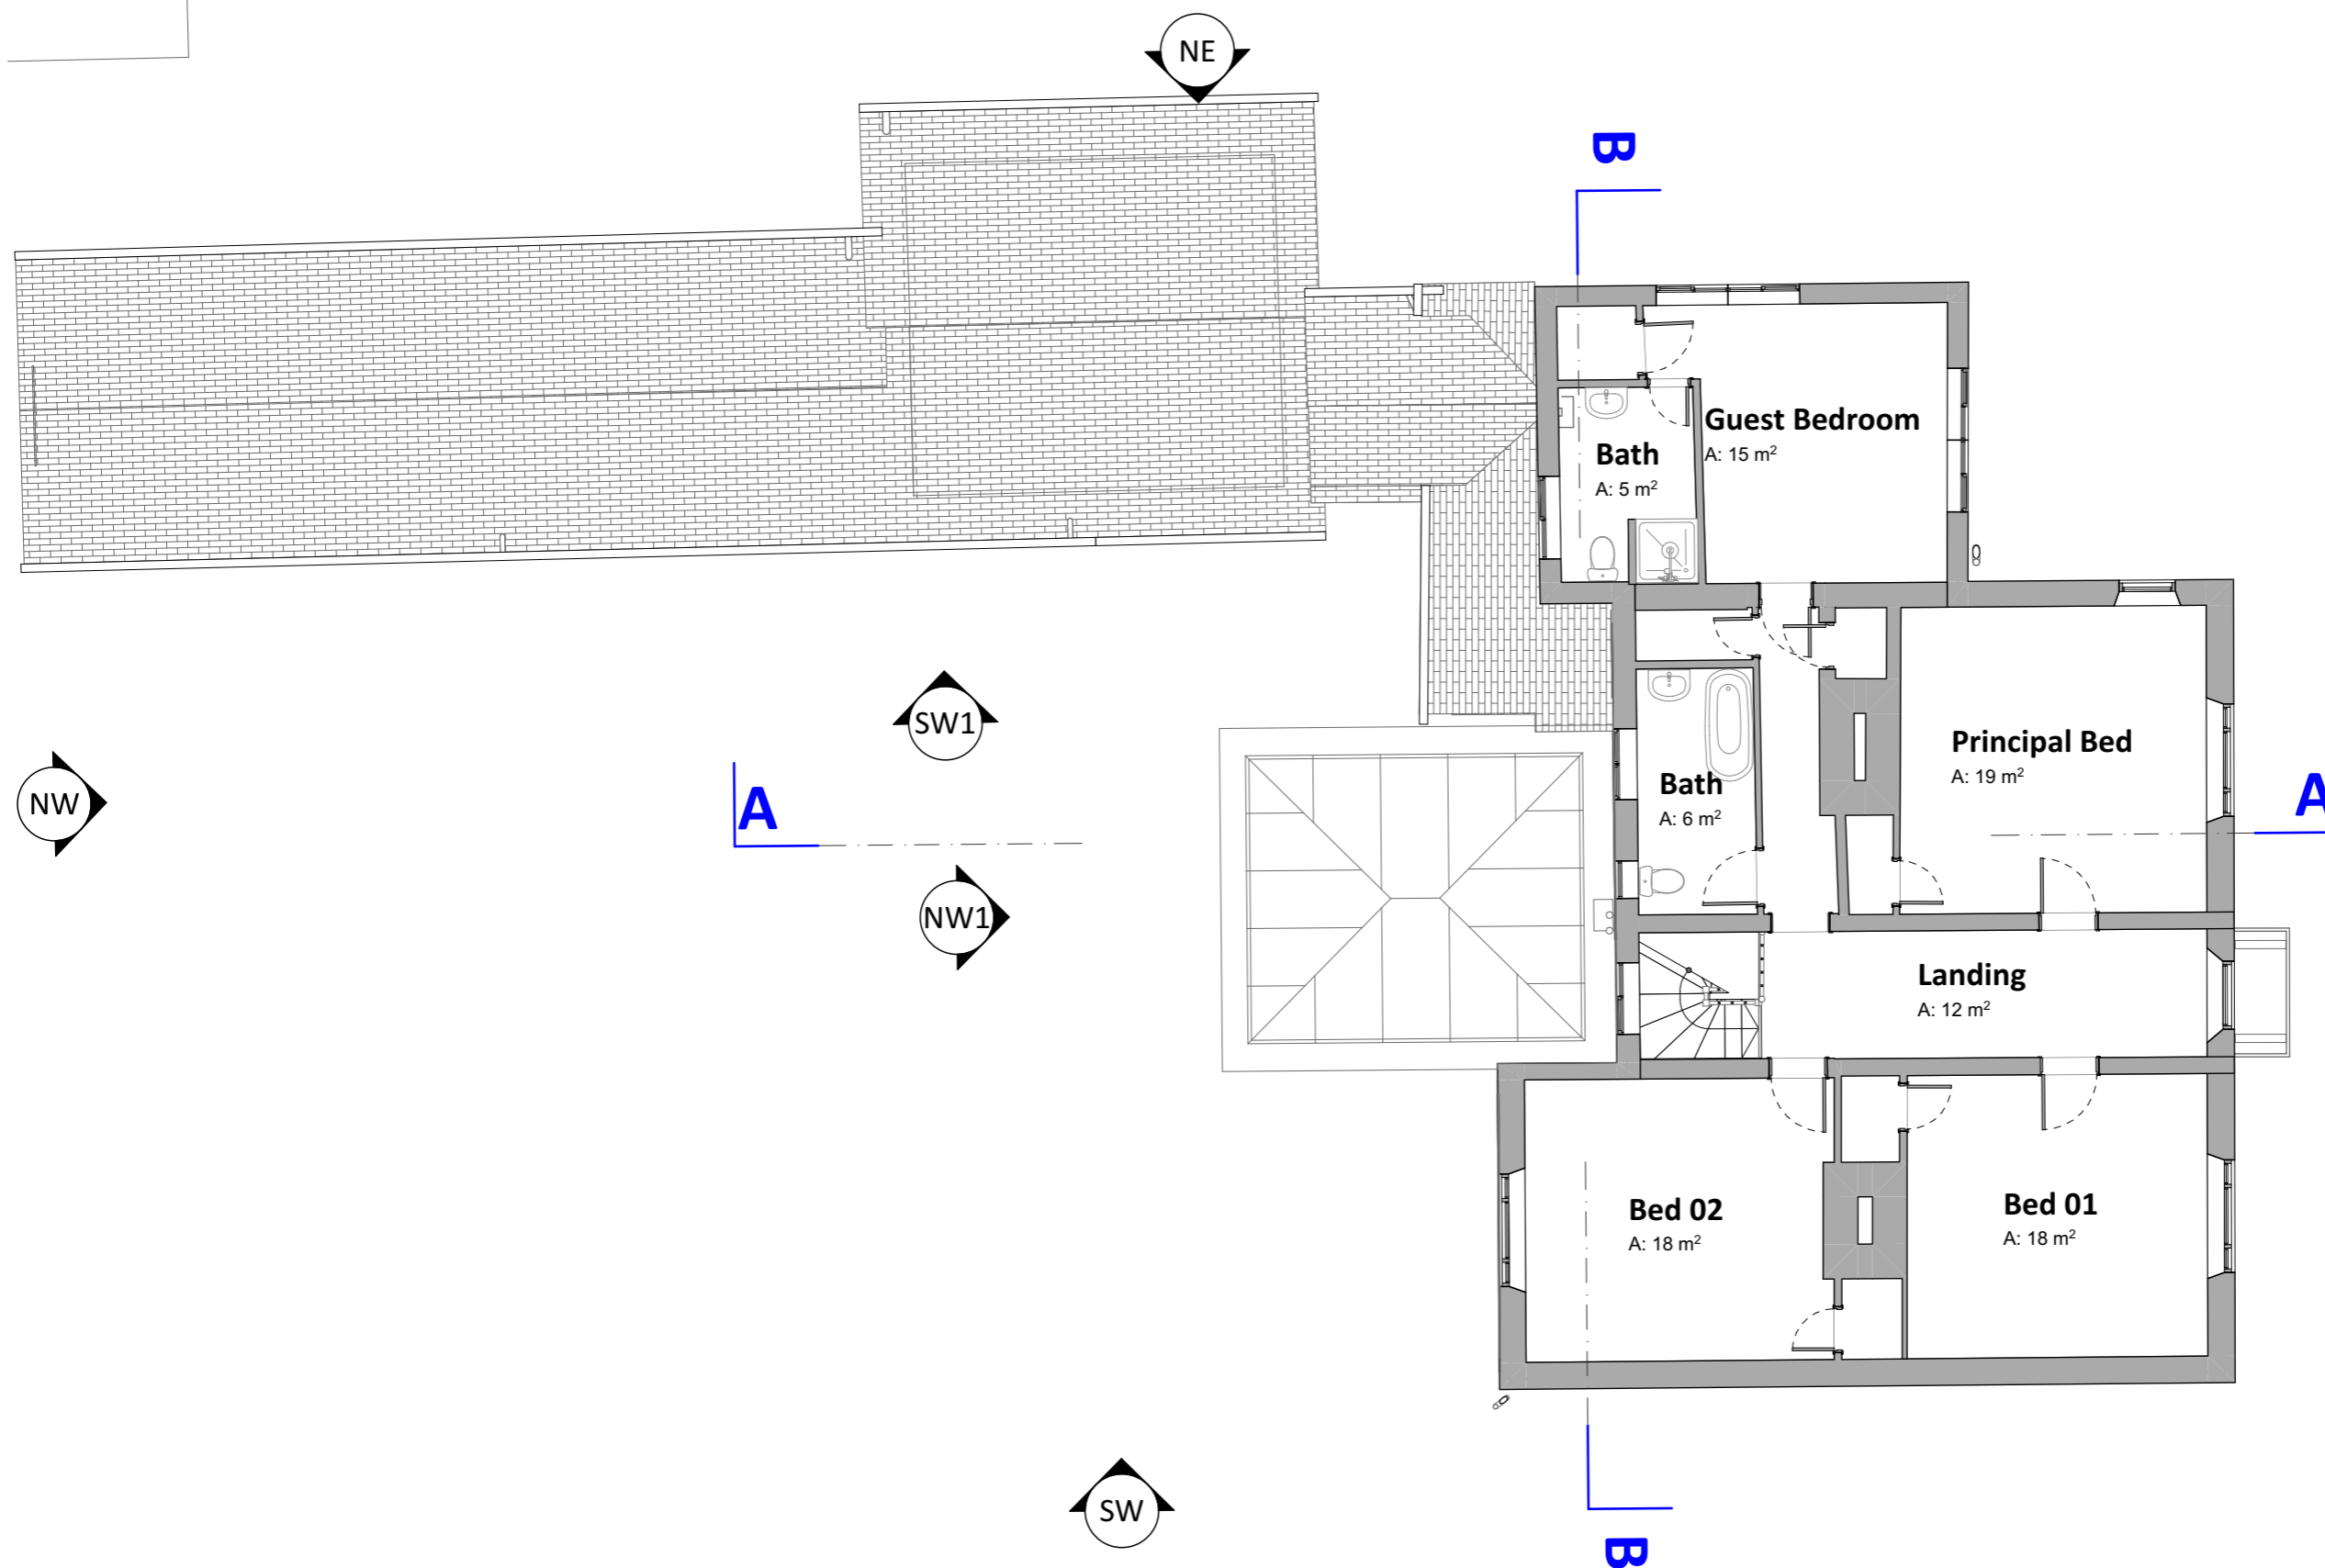 NE
B
Guest Bedroom
A: 15 m²
Bath
A: 5 m²
SW1
Principal Bed
A: 19 m²
Bath
A: 6 m²
NW
A
A
NW1
Landing
A: 12 m²
Bed 02
A: 18 m²
Bed 01
A: 18 m²
SW
B